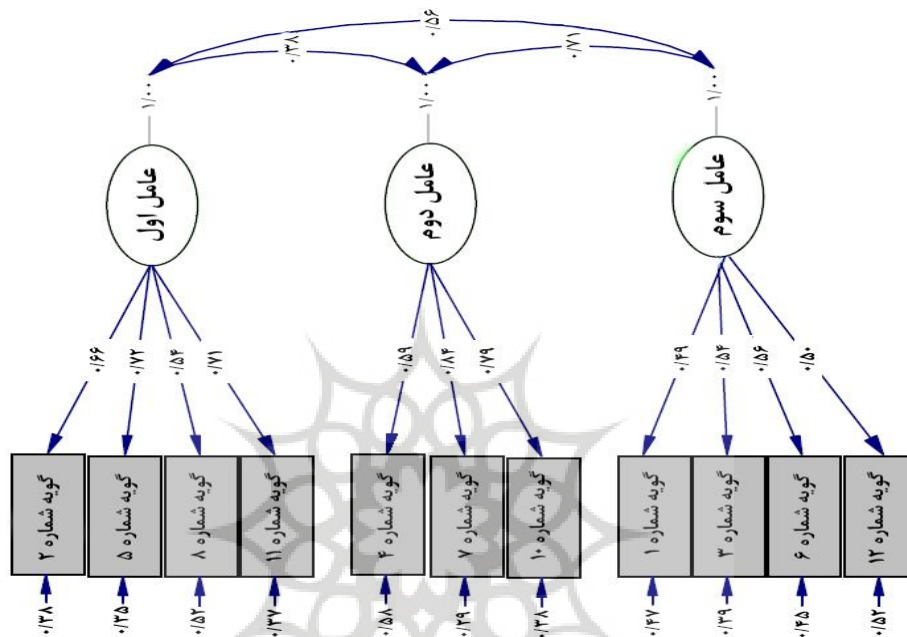 ۰/۵۶
۰/۳۸
۰/۷۱
۱/۰۰
۱/۰۰
۱/۰۰
عامل اول
عامل دوم
عامل سوم
۰/۶۶
۰/۷۲
۰/۵۴
۰/۷۱
۰/۵۹
۰/۸۴
۰/۷۹
۰/۴۹
۰/۵۴
۰/۵۶
۰/۵۰
گویه شماره ۲
گویه شماره ۵
گویه شماره ۸
گویه شماره ۱۱
گویه شماره ۴
گویه شماره ۷
گویه شماره ۱۰
گویه شماره ۱
گویه شماره ۳
گویه شماره ۶
گویه شماره ۱۲
۰/۳۸
۰/۳۵
۰/۵۲
۰/۳۷
۰/۵۸
۰/۲۹
۰/۳۸
۰/۴۷
۰/۳۹
۰/۴۵
۰/۵۲